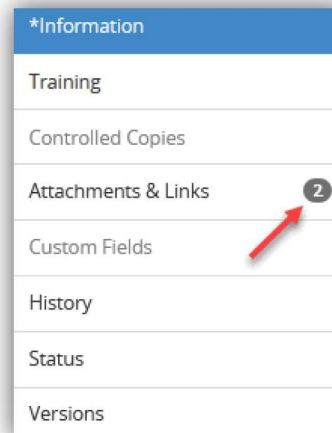 *Information
Training
Controlled Copies
Attachments & Links 2
Custom Fields
History
Status
Versions